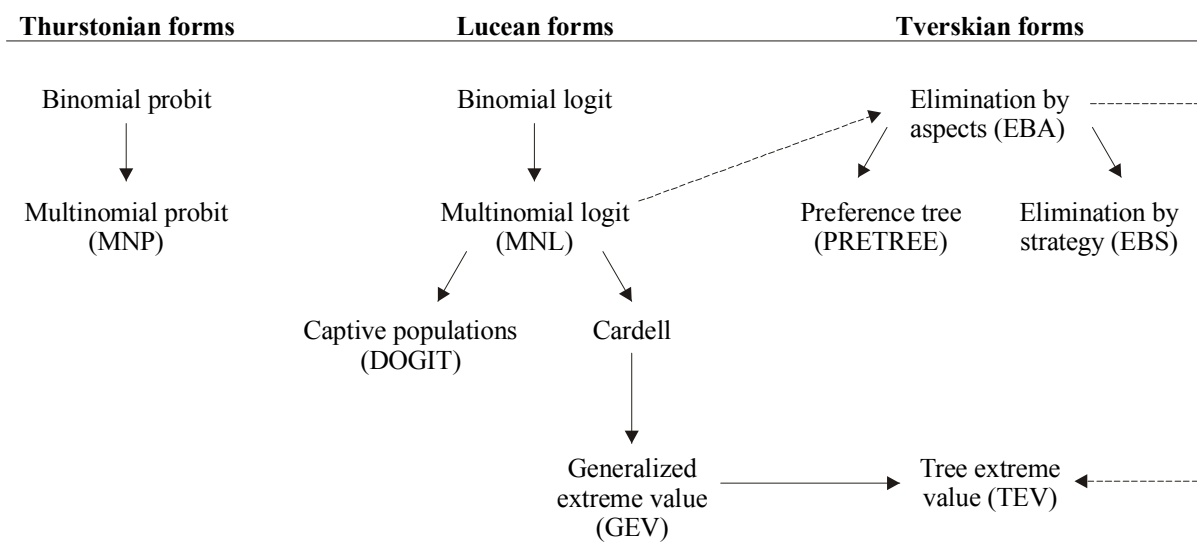 Thurstonian forms
Lucean forms
Tverskian forms
Binomial probit
Binomial logit
Elimination by
aspects (EBA)
Multinomial probit
(MNP)
Multinomial logit
(MNL)
Preference tree
(PRETREE)
Elimination by
strategy (EBS)
Captive populations
(DOGIT)
Cardell
Generalized
extreme value
(GEV)
Tree extreme
value (TEV)